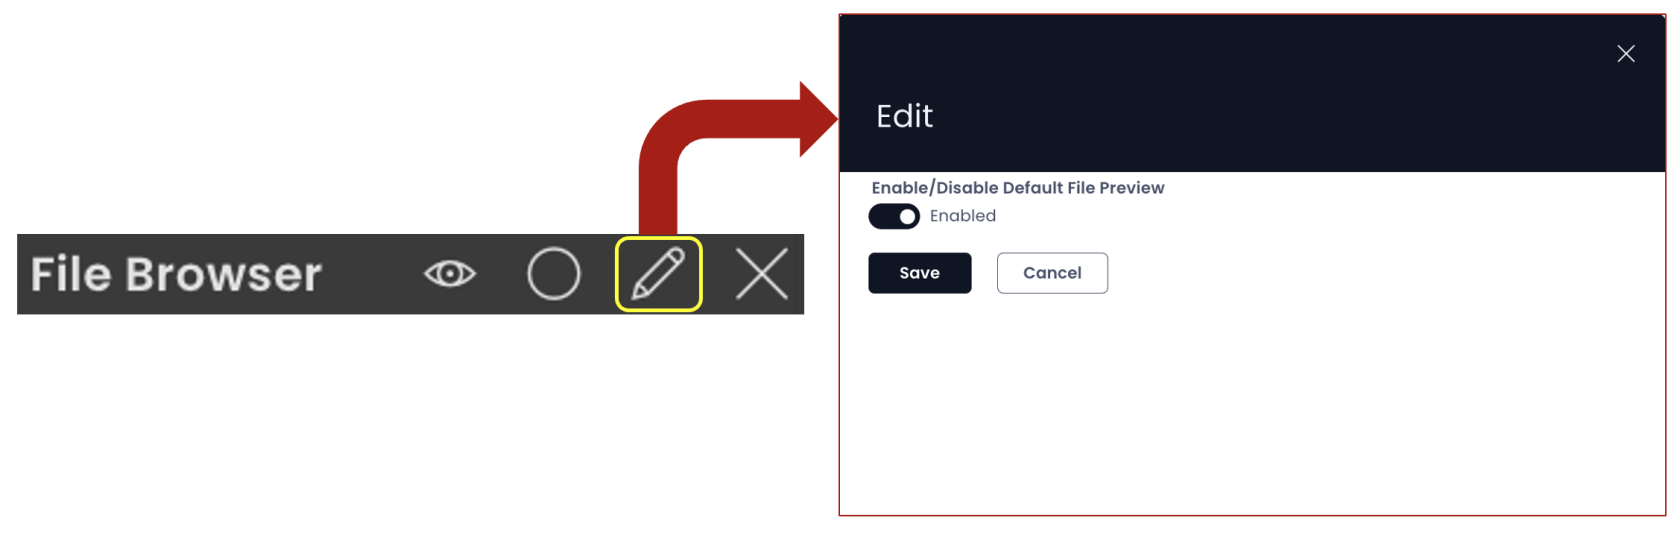 File Browser
Edit
Enable/Disable Default File Preview
Enabled
Save
Cancel